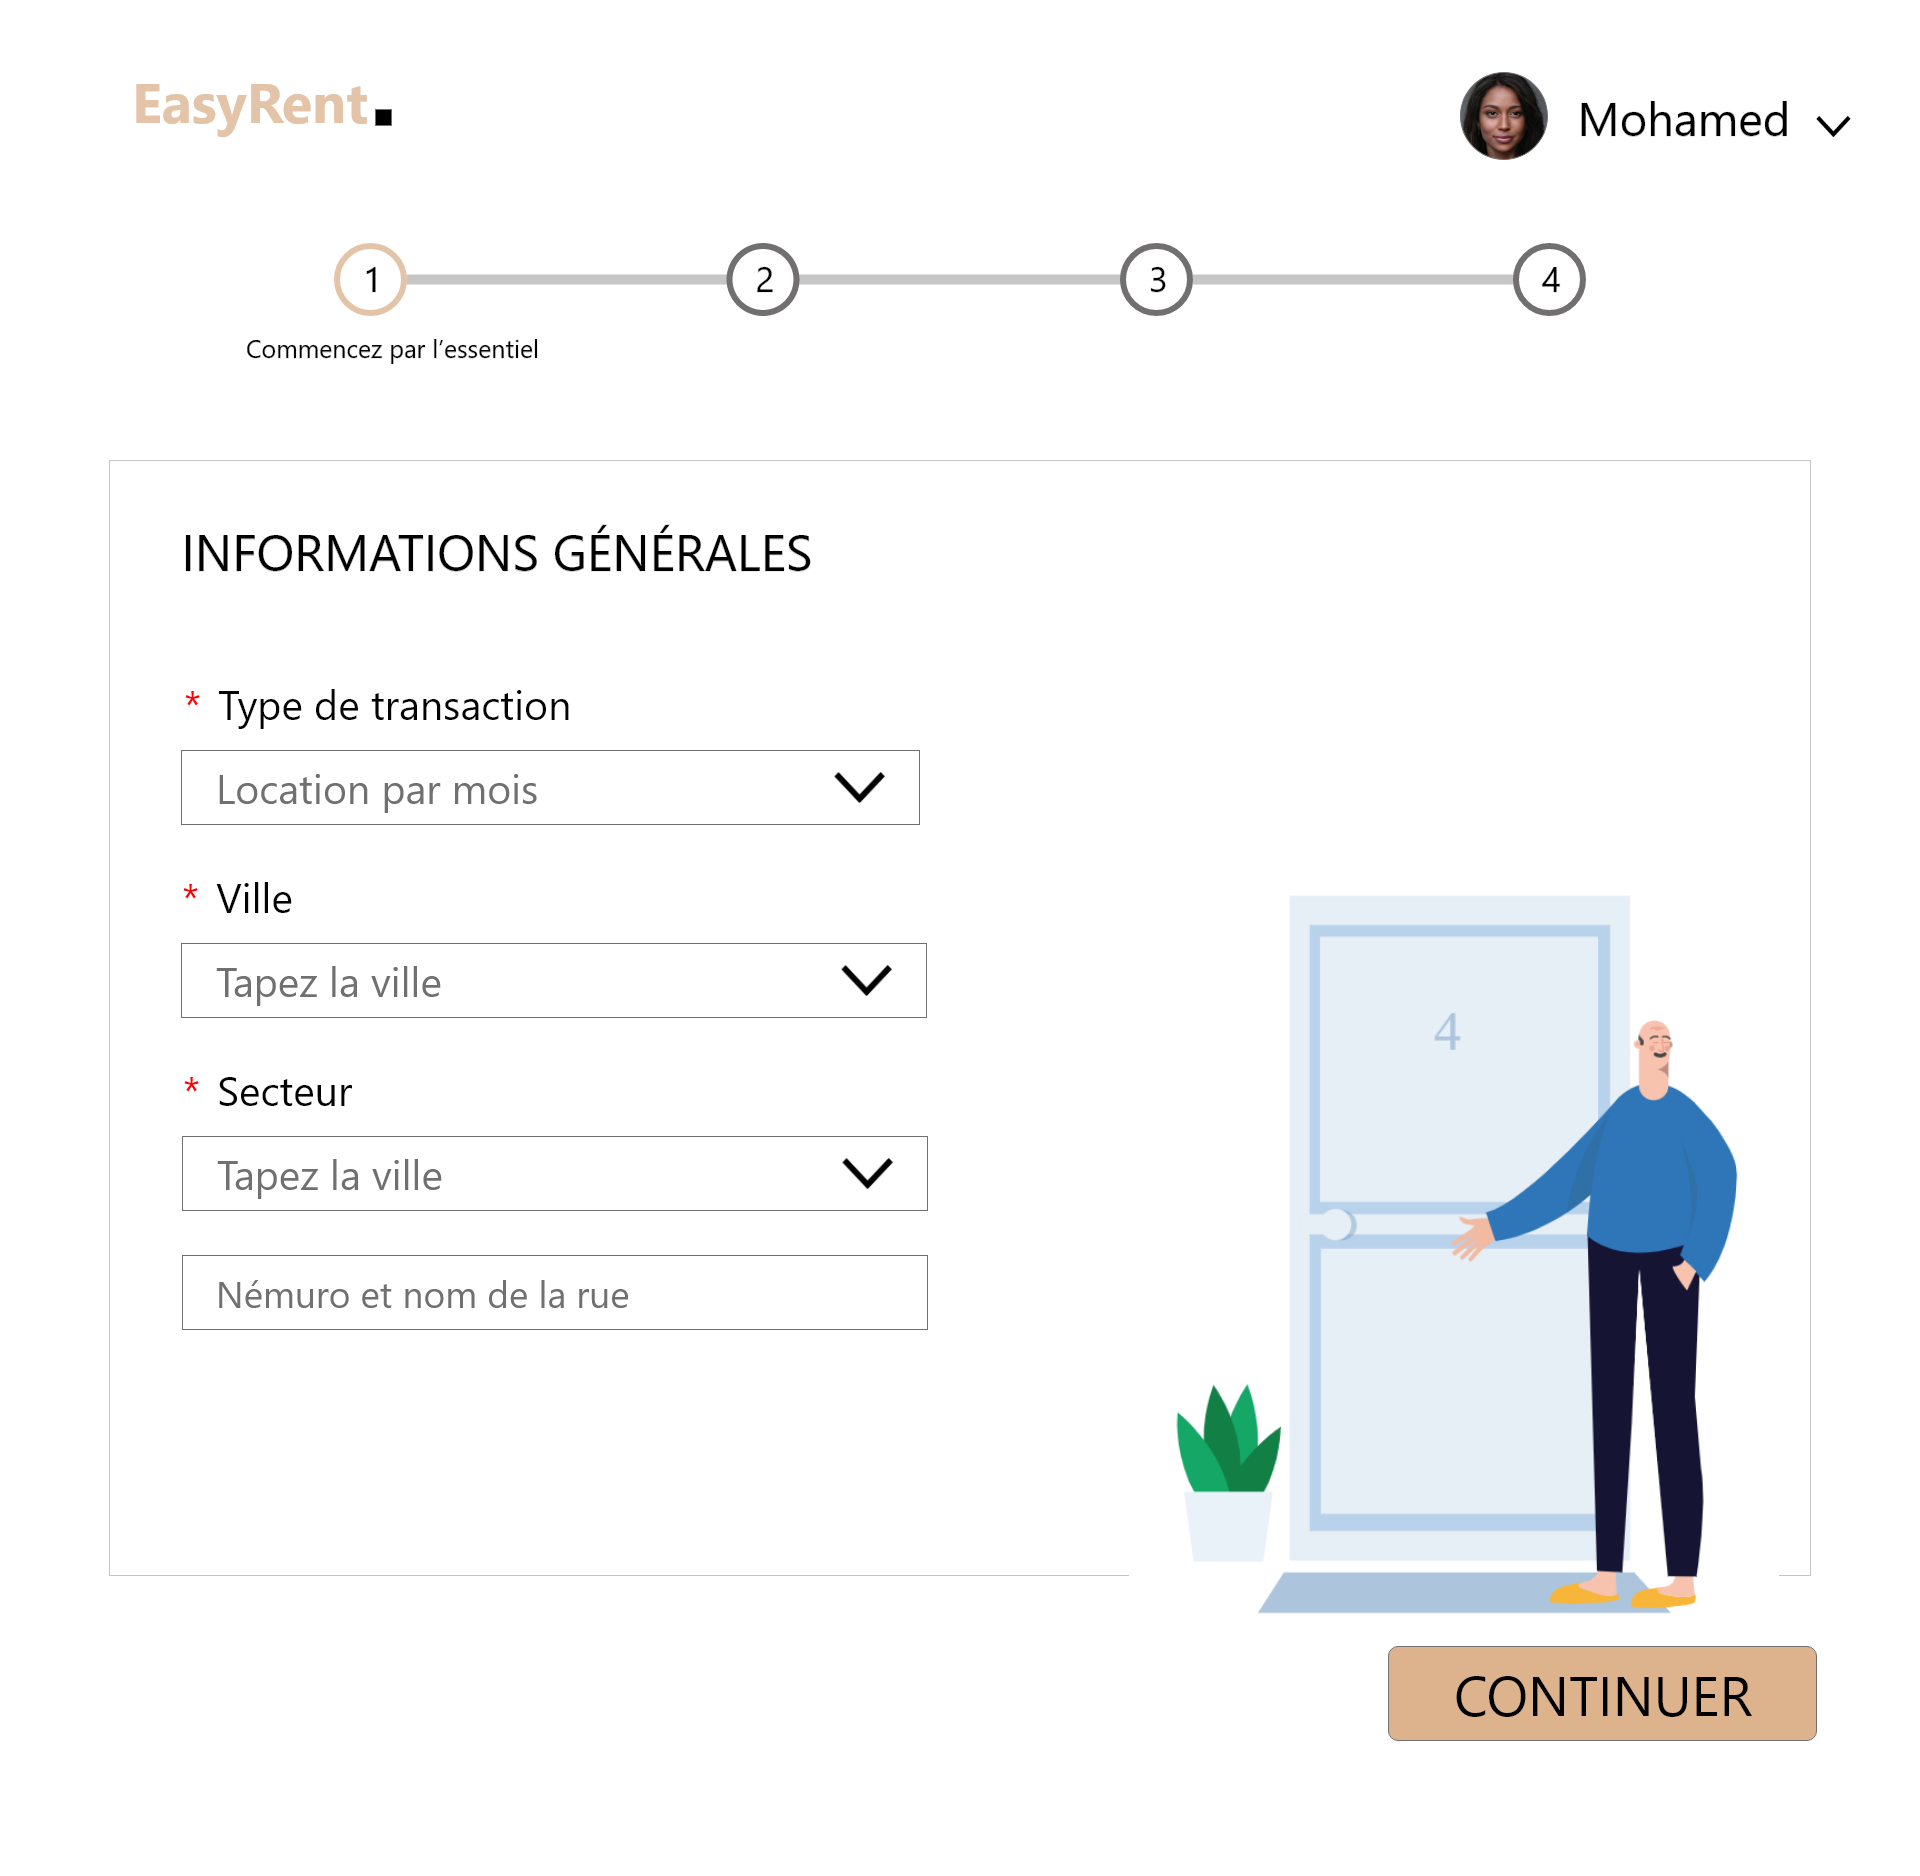 EasyRent.
Mohamed
1 2 3 4
Commencez par l’essentiel
INFORMATIONS GÉNÉRALES
* Type de transaction
Location par mois
* Ville
Tapez la ville
* Secteur
Tapez la ville
Némuro et nom de la rue
4
CONTINUER